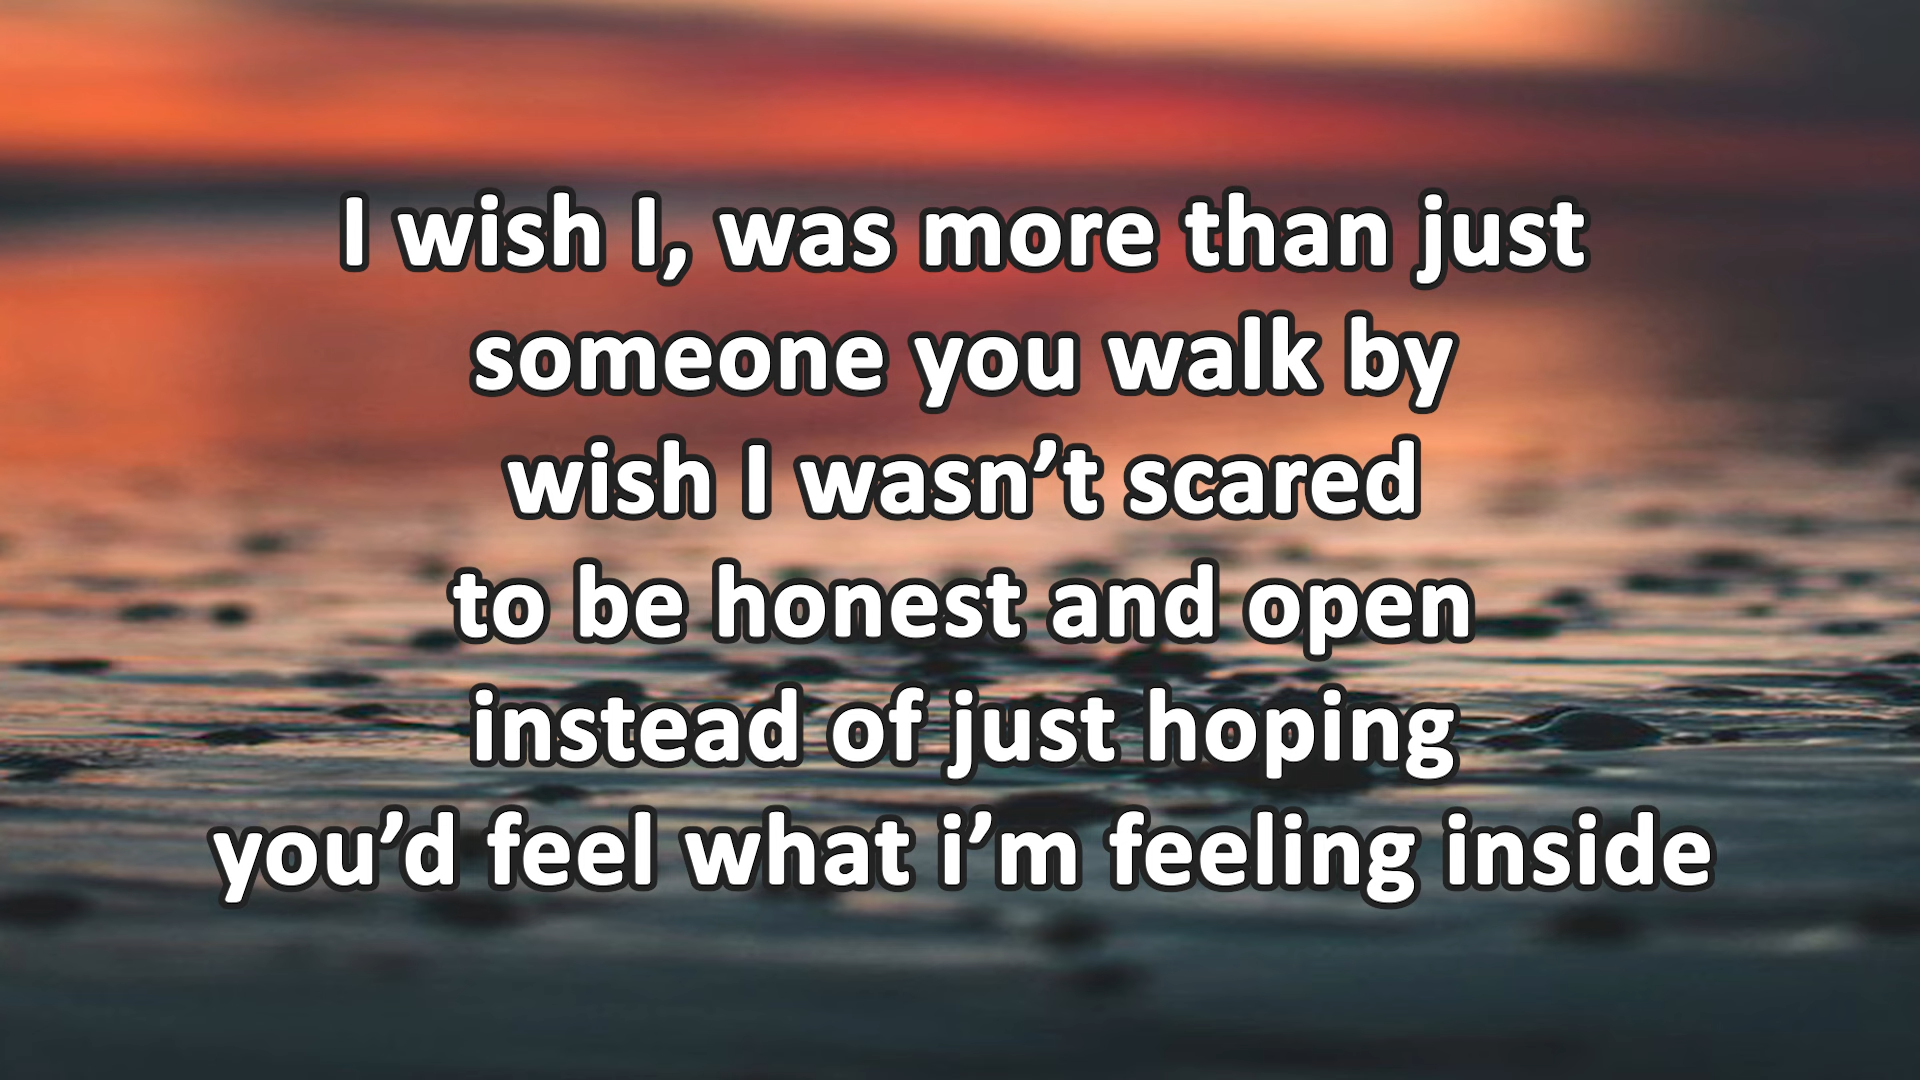 I wish I, was more than just
someone you walk by
wish I wasn’t scared
to be honest and open
instead of just hoping
you’d feel what i’m feeling inside